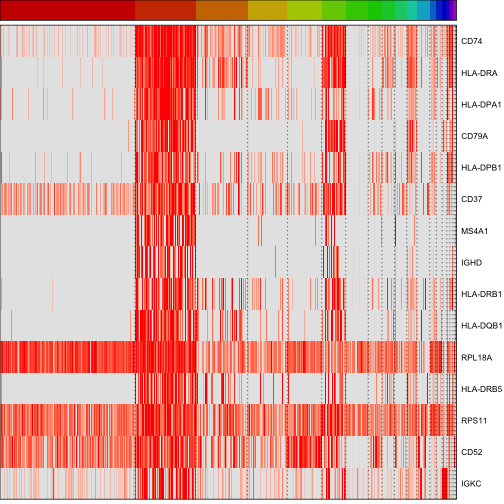 CD74
HLA-DRA
HLA-DPA1
CD79A
HLA-DPB1
CD37
MS4A1
IGHD
HLA-DRB1
HLA-DQB1
RPL18A
HLA-DRB5
RPS11
CD52
IGKC